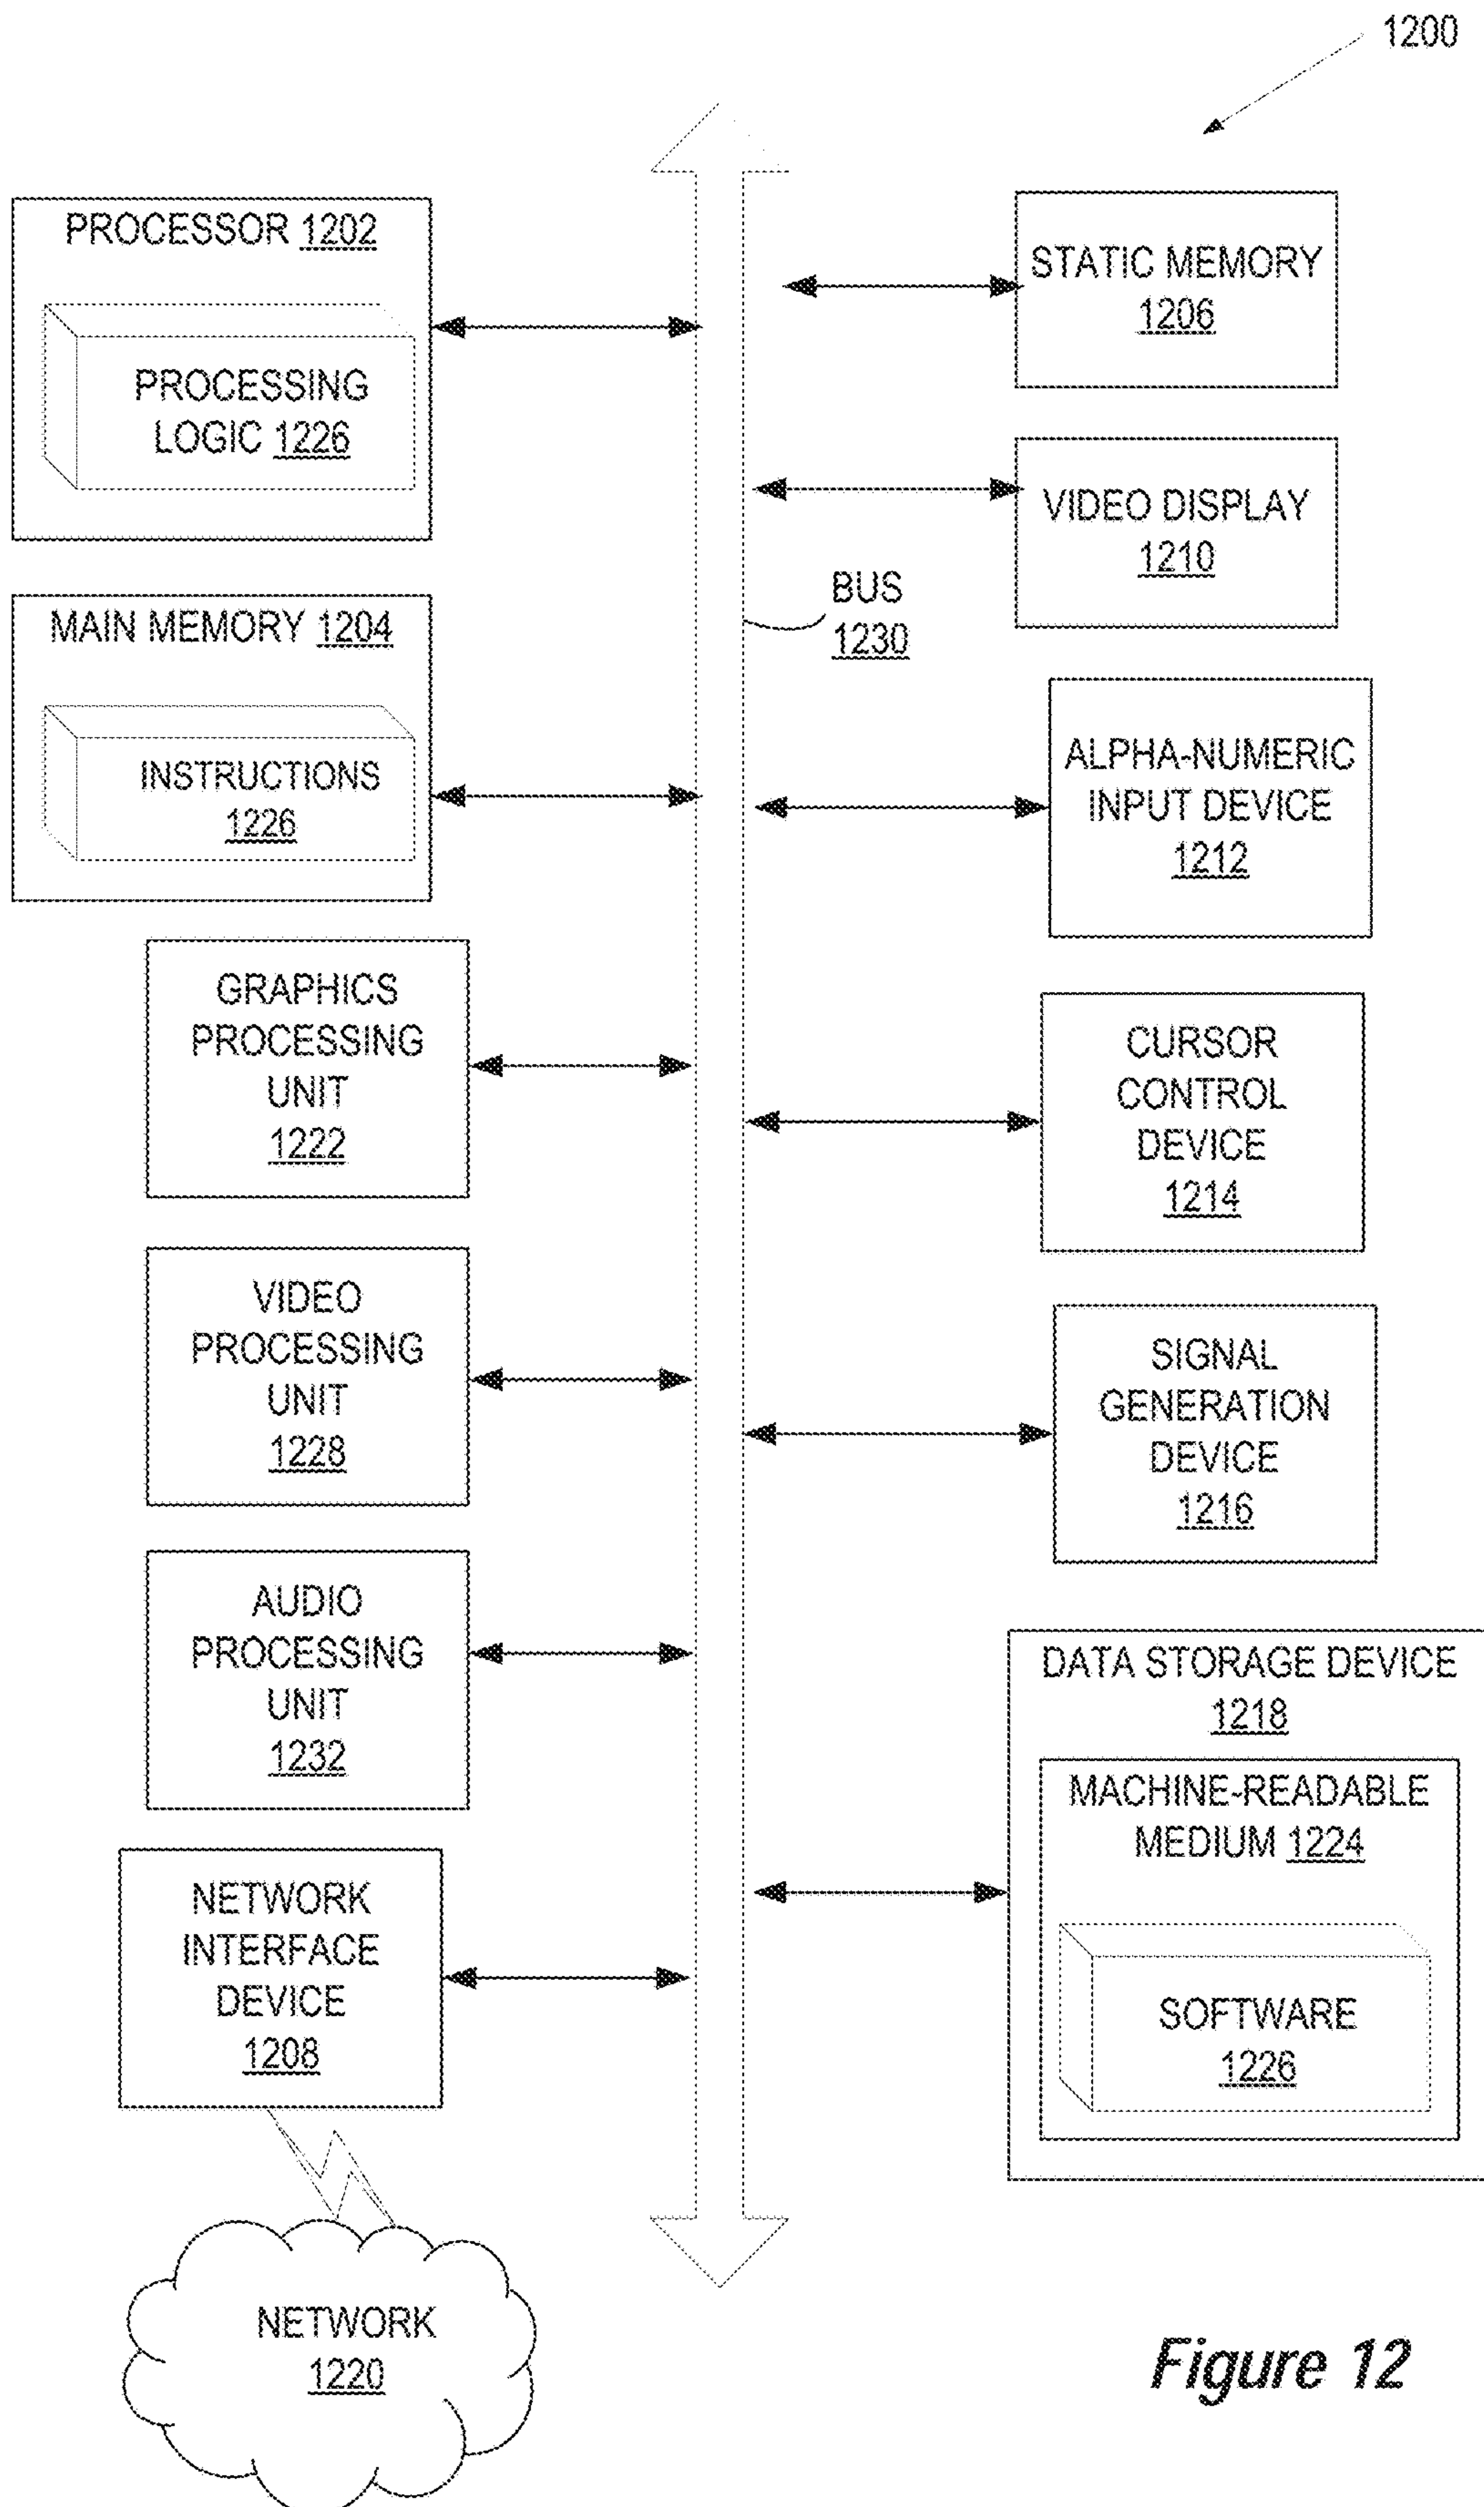 1200
PROCESSOR 1202
PROCESSING
LOGIC 1226
MAIN MEMORY 1204
INSTRUCTIONS
1226
GRAPHICS
PROCESSING
UNIT
1222
VIDEO
PROCESSING
UNIT
1228
AUDIO
PROCESSING
UNIT
1232
NETWORK
INTERFACE
DEVICE
1208
NETWORK
1220
BUS
1230
STATIC MEMORY
1206
VIDEO DISPLAY
1210
ALPHA-NUMERIC
INPUT DEVICE
1212
CURSOR
CONTROL
DEVICE
1214
SIGNAL
GENERATION
DEVICE
1216
DATA STORAGE DEVICE
1218
MACHINE-READABLE
MEDIUM 1224
SOFTWARE
1226
Figure 12